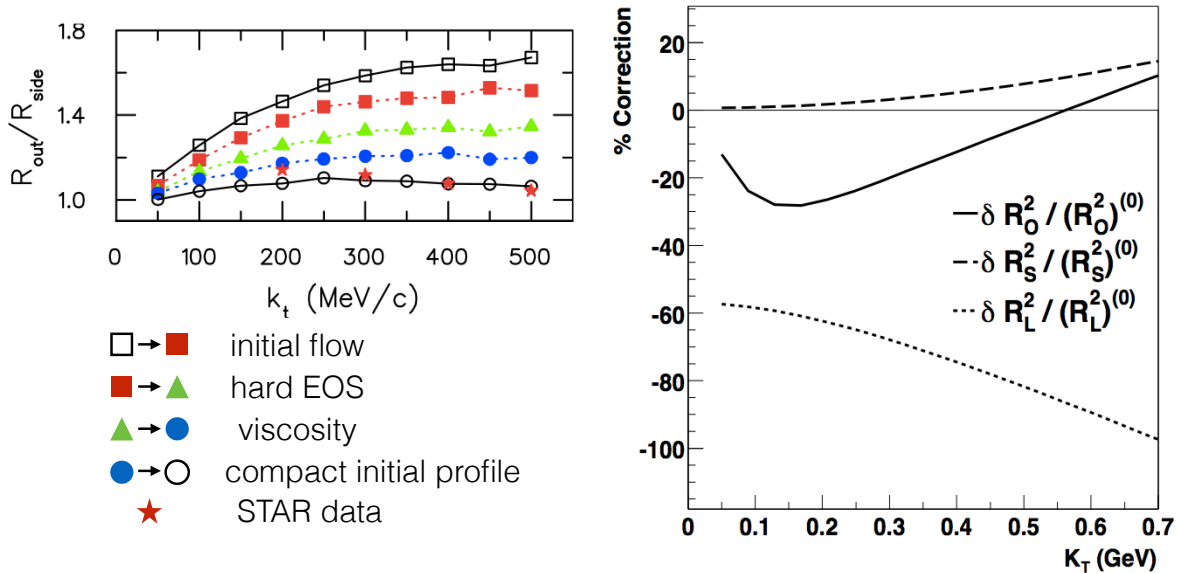 1.8
1.4
1.0
R_out/R_side
0 100 200 300 400 500
k_t (MeV/c)
□→■ initial flow
■→▲ hard EOS
▲→● viscosity
●→○ compact initial profile
★ STAR data
% Correction
20
0
-20
-40
-60
-80
-100
δ R_O^2 / (R_O^2)^(0)
δ R_S^2 / (R_S^2)^(0)
δ R_L^2 / (R_L^2)^(0)
0 0.1 0.2 0.3 0.4 0.5 0.6 0.7
K_T (GeV)